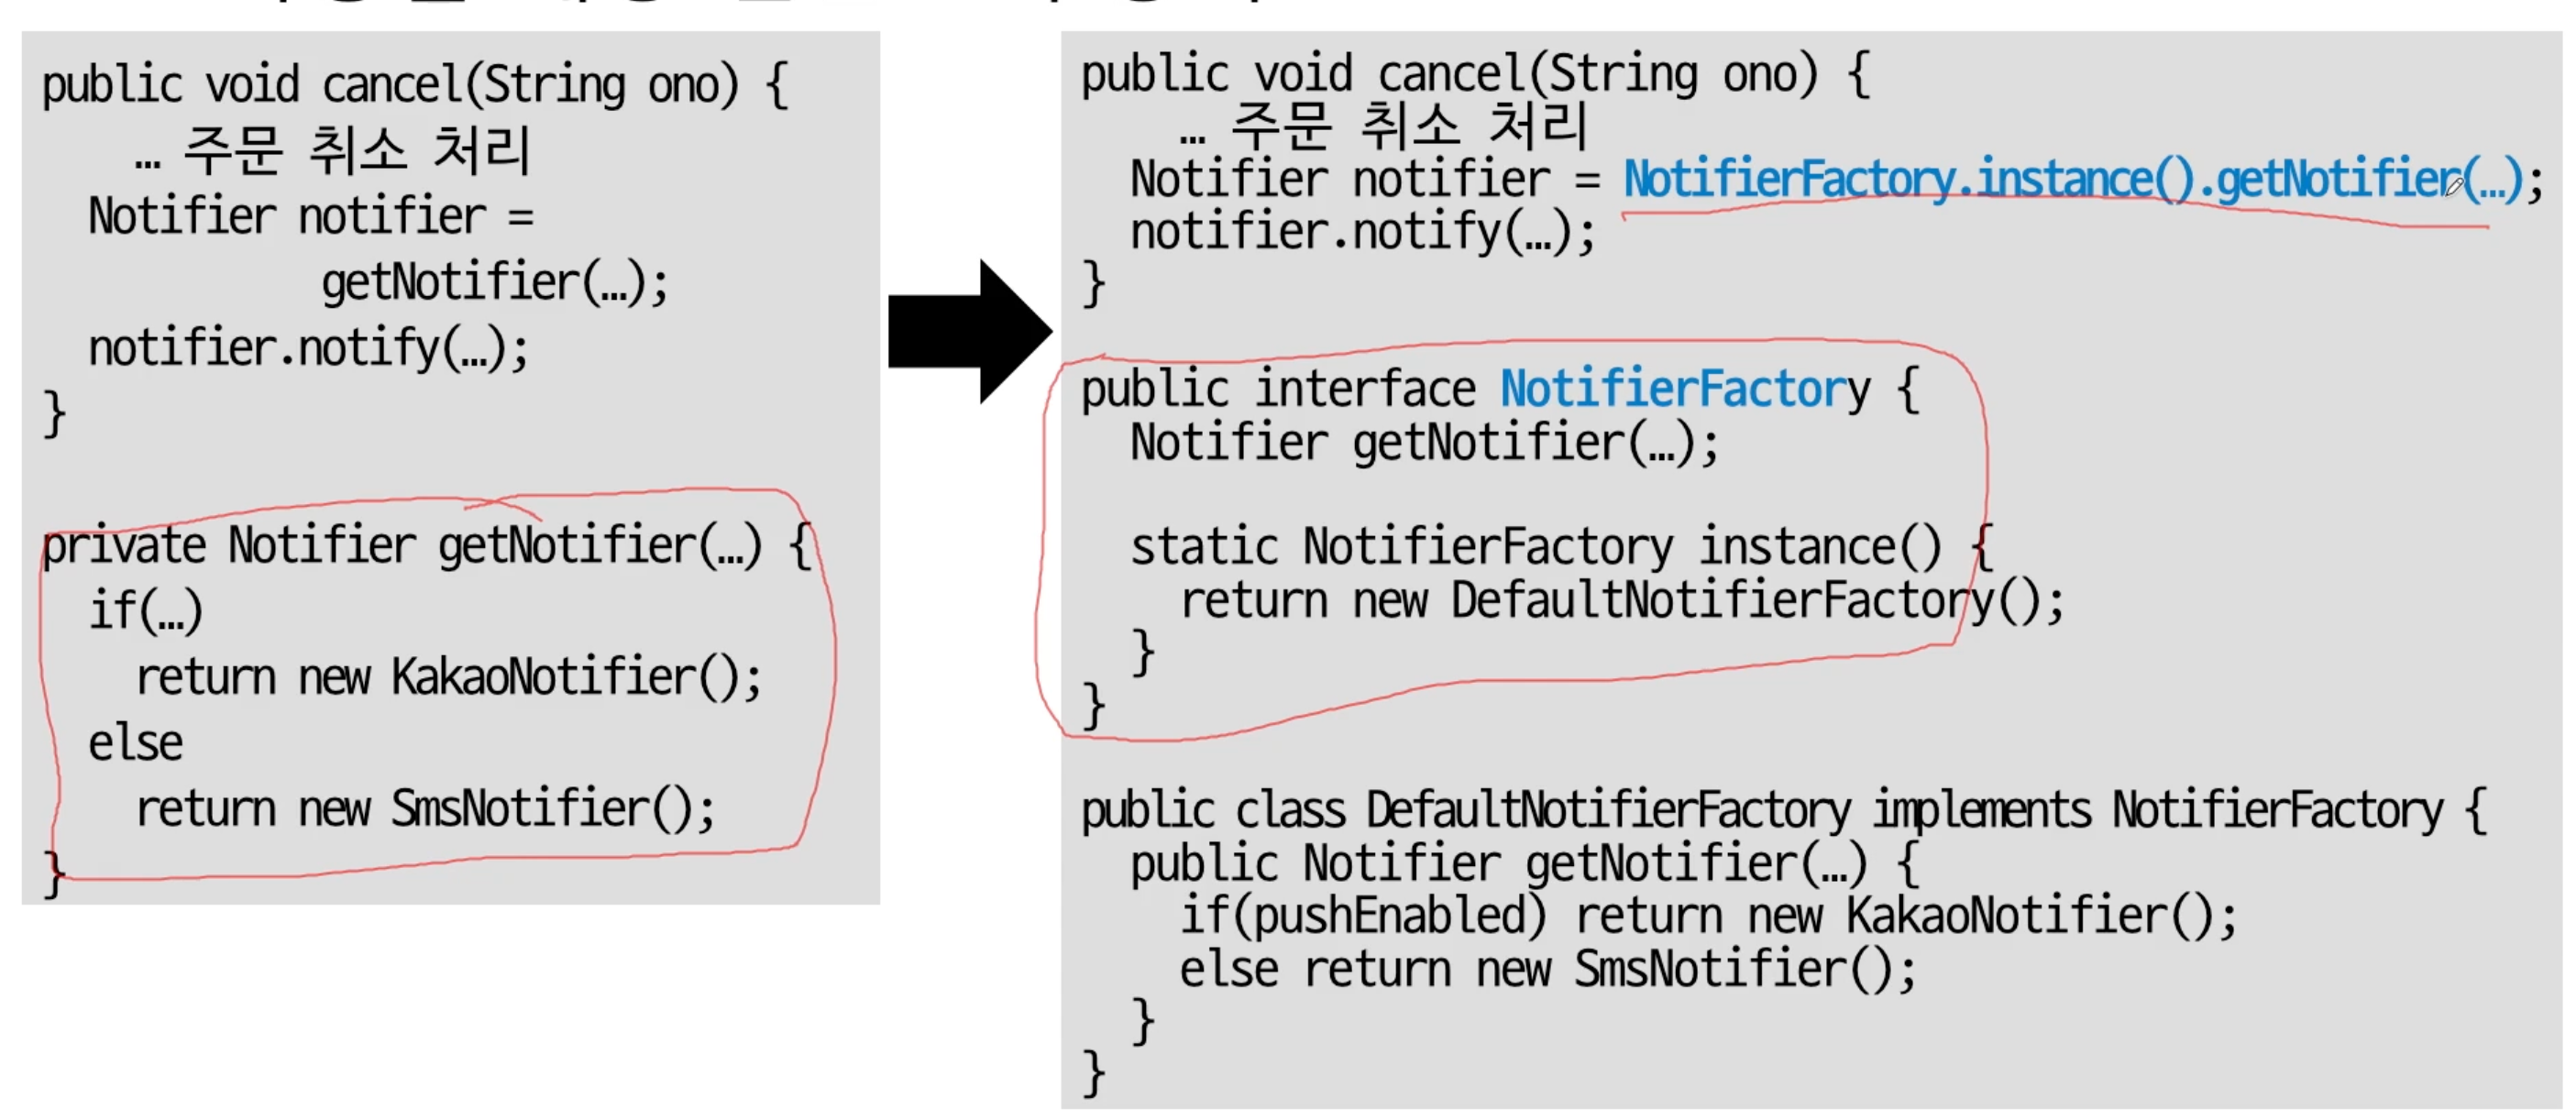 public void cancel(String ono) {
… 주문 취소 처리
Notifier notifier =
getNotifier(…);
notifier.notify(…);
}
private Notifier getNotifier(…) {
if(…)
return new KakaoNotifier();
else
return new SmsNotifier();
}
public void cancel(String ono) {
… 주문 취소 처리
Notifier notifier = NotifierFactory.instance().getNotifier(…);
notifier.notify(…);
}
public interface NotifierFactory {
Notifier getNotifier(…);
static NotifierFactory instance() {
return new DefaultNotifierFactory();
}
}
public class DefaultNotifierFactory implements NotifierFactory {
public Notifier getNotifier(…) {
if(pushEnabled) return new KakaoNotifier();
else return new SmsNotifier();
}
}